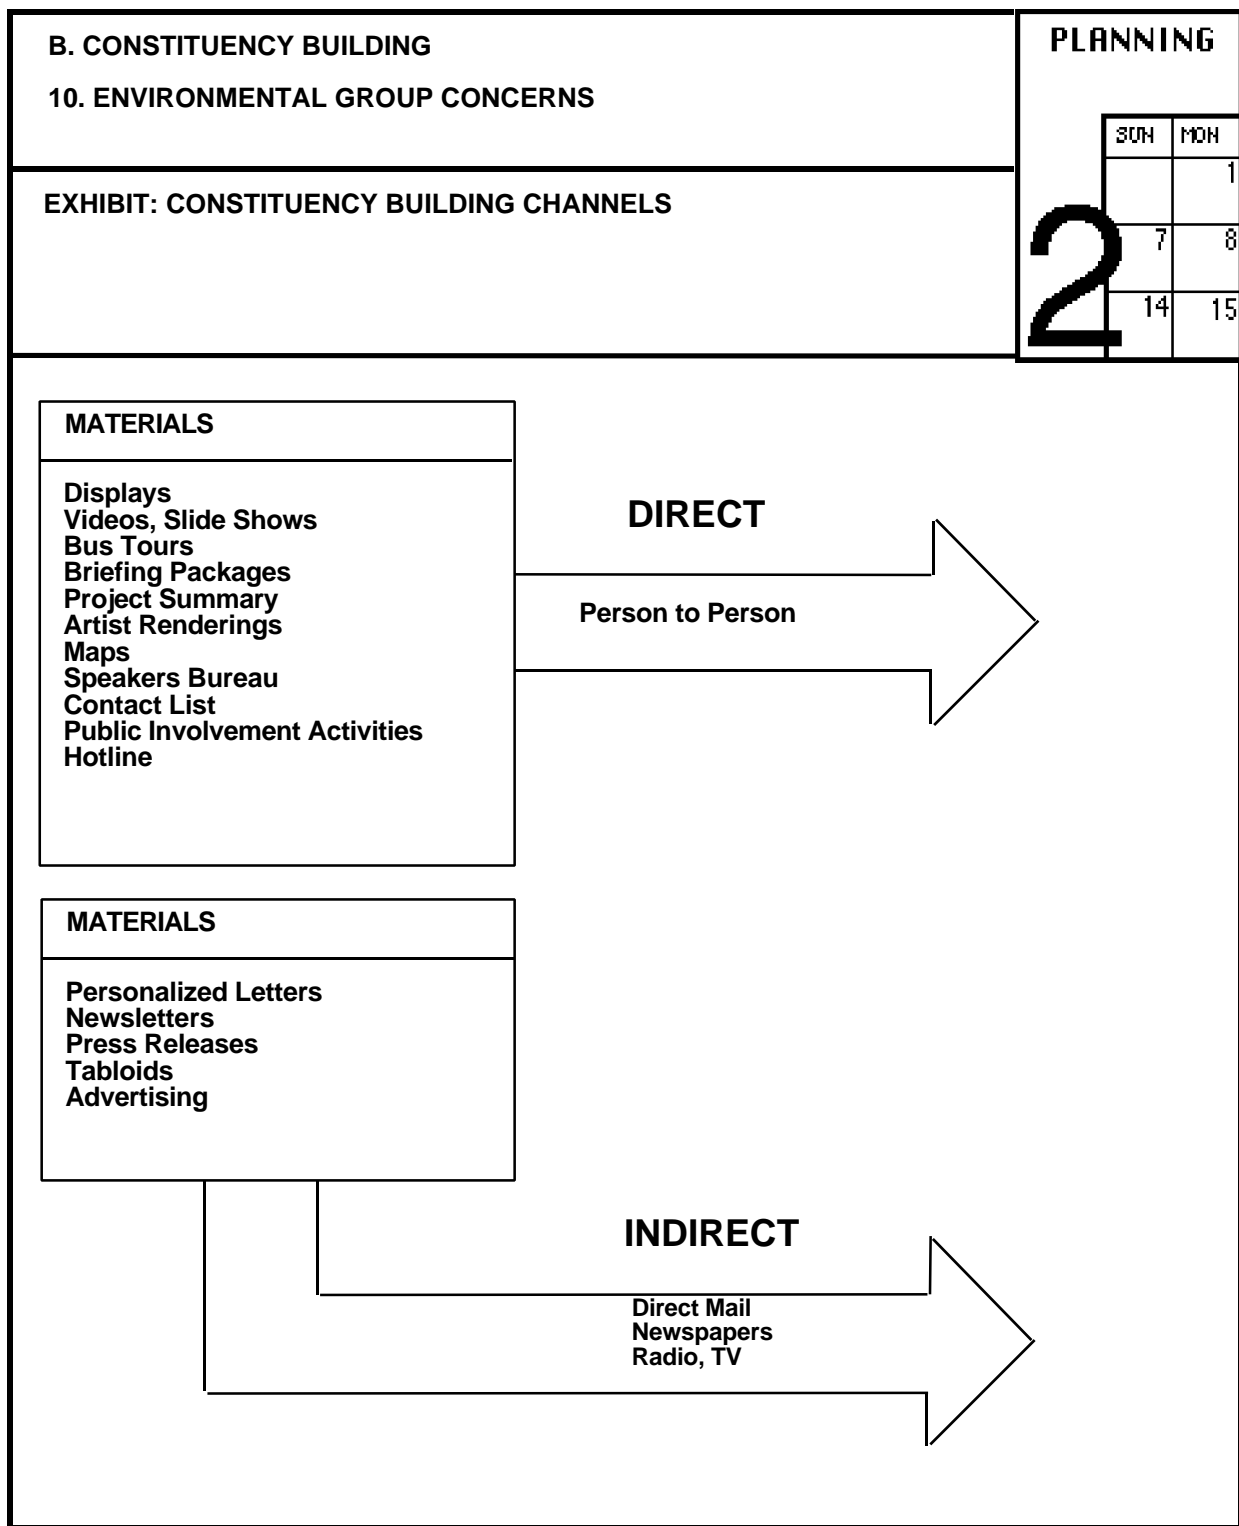 B. CONSTITUENCY BUILDING
10. ENVIRONMENTAL GROUP CONCERNS
PLANNING
SUN MON
1
7 8
14 15
2
EXHIBIT: CONSTITUENCY BUILDING CHANNELS
MATERIALS
Displays
Videos, Slide Shows
Bus Tours
Briefing Packages
Project Summary
Artist Renderings
Maps
Speakers Bureau
Contact List
Public Involvement Activities
Hotline
DIRECT
Person to Person
MATERIALS
Personalized Letters
Newsletters
Press Releases
Tabloids
Advertising
INDIRECT
Direct Mail
Newspapers
Radio, TV